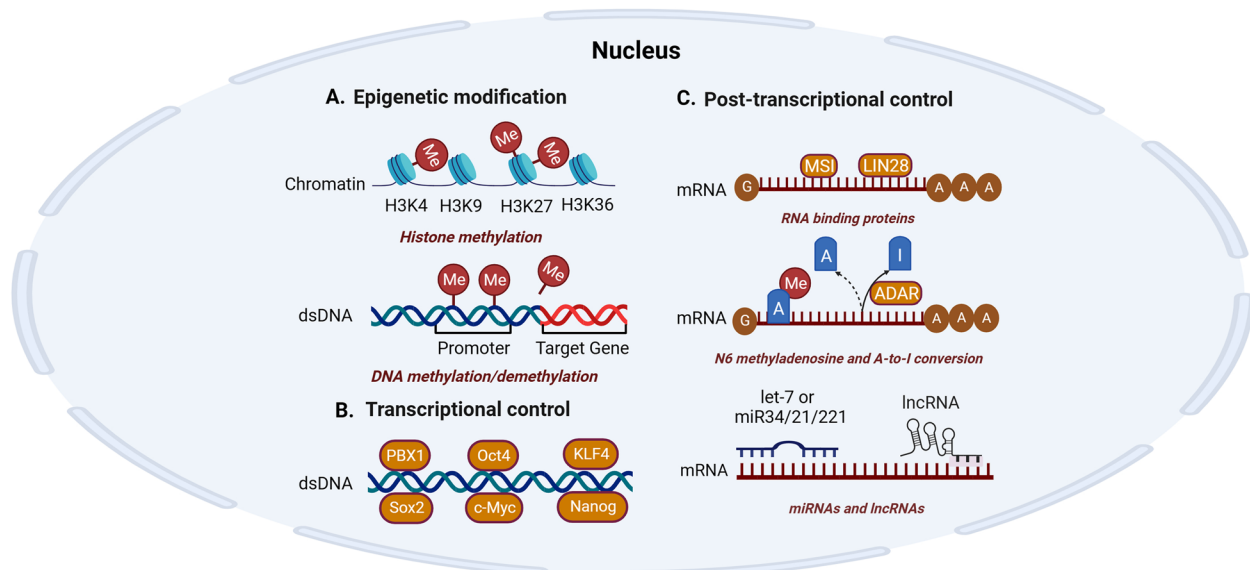 Nucleus
A. Epigenetic modification
Me
Me
Me
Chromatin
H3K4 H3K9 H3K27 H3K36
Histone methylation
Me
Me
Me
dsDNA
Promoter
Target Gene
DNA methylation/demethylation
B. Transcriptional control
PBX1
Oct4
KLF4
dsDNA
Sox2
c-Myc
Nanog
C. Post-transcriptional control
MSI
LIN28
mRNA
G
A A A
RNA binding proteins
A
I
Me
A
ADAR
mRNA
G
A A A
N6 methyladenosine and A-to-I conversion
let-7 or
miR34/21/221
lncRNA
mRNA
miRNAs and lncRNAs